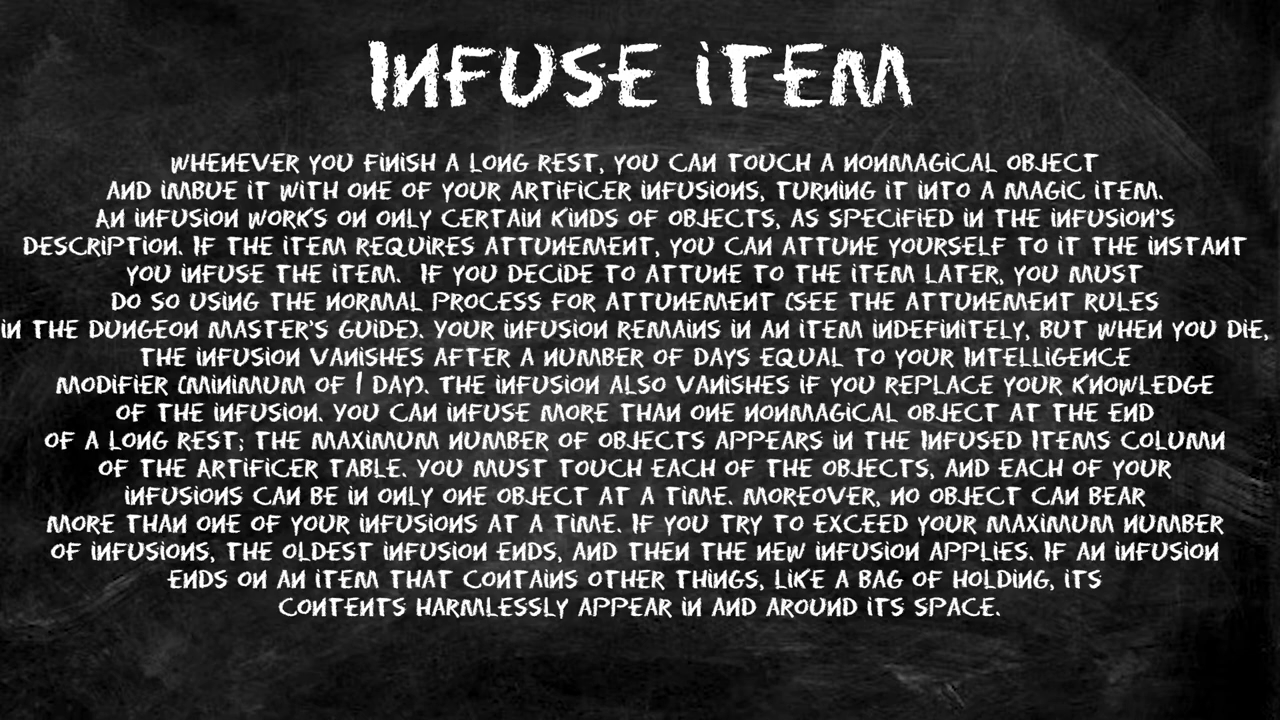 INFUSE ITEM
WHENEVER YOU FINISH A LONG REST, YOU CAN TOUCH A NONMAGICAL OBJECT
AND IMBUE IT WITH ONE OF YOUR ARTIFICER INFUSIONS, TURNING IT INTO A MAGIC ITEM.
AN INFUSION WORKS ON ONLY CERTAIN KINDS OF OBJECTS, AS SPECIFIED IN THE INFUSION'S
DESCRIPTION. IF THE ITEM REQUIRES ATTUNEMENT, YOU CAN ATTUNE YOURSELF TO IT THE INSTANT
YOU INFUSE THE ITEM. IF YOU DECIDE TO ATTUNE TO THE ITEM LATER, YOU MUST
DO SO USING THE NORMAL PROCESS FOR ATTUNEMENT (SEE THE ATTUNEMENT RULES
IN THE DUNGEON MASTER'S GUIDE). YOUR INFUSION REMAINS IN AN ITEM INDEFINITELY, BUT WHEN YOU DIE,
THE INFUSION VANISHES AFTER A NUMBER OF DAYS EQUAL TO YOUR INTELLIGENCE
MODIFIER (MINIMUM OF 1 DAY). THE INFUSION ALSO VANISHES IF YOU REPLACE YOUR KNOWLEDGE
OF THE INFUSION. YOU CAN INFUSE MORE THAN ONE NONMAGICAL OBJECT AT THE END
OF A LONG REST; THE MAXIMUM NUMBER OF OBJECTS APPEARS IN THE INFUSED ITEMS COLUMN
OF THE ARTIFICER TABLE. YOU MUST TOUCH EACH OF THE OBJECTS, AND EACH OF YOUR
INFUSIONS CAN BE IN ONLY ONE OBJECT AT A TIME. MOREOVER, NO OBJECT CAN BEAR
MORE THAN ONE OF YOUR INFUSIONS AT A TIME. IF YOU TRY TO EXCEED YOUR MAXIMUM NUMBER
OF INFUSIONS, THE OLDEST INFUSION ENDS, AND THEN THE NEW INFUSION APPLIES. IF AN INFUSION
ENDS ON AN ITEM THAT CONTAINS OTHER THINGS, LIKE A BAG OF HOLDING, ITS
CONTENTS HARMLESSLY APPEAR IN AND AROUND ITS SPACE.